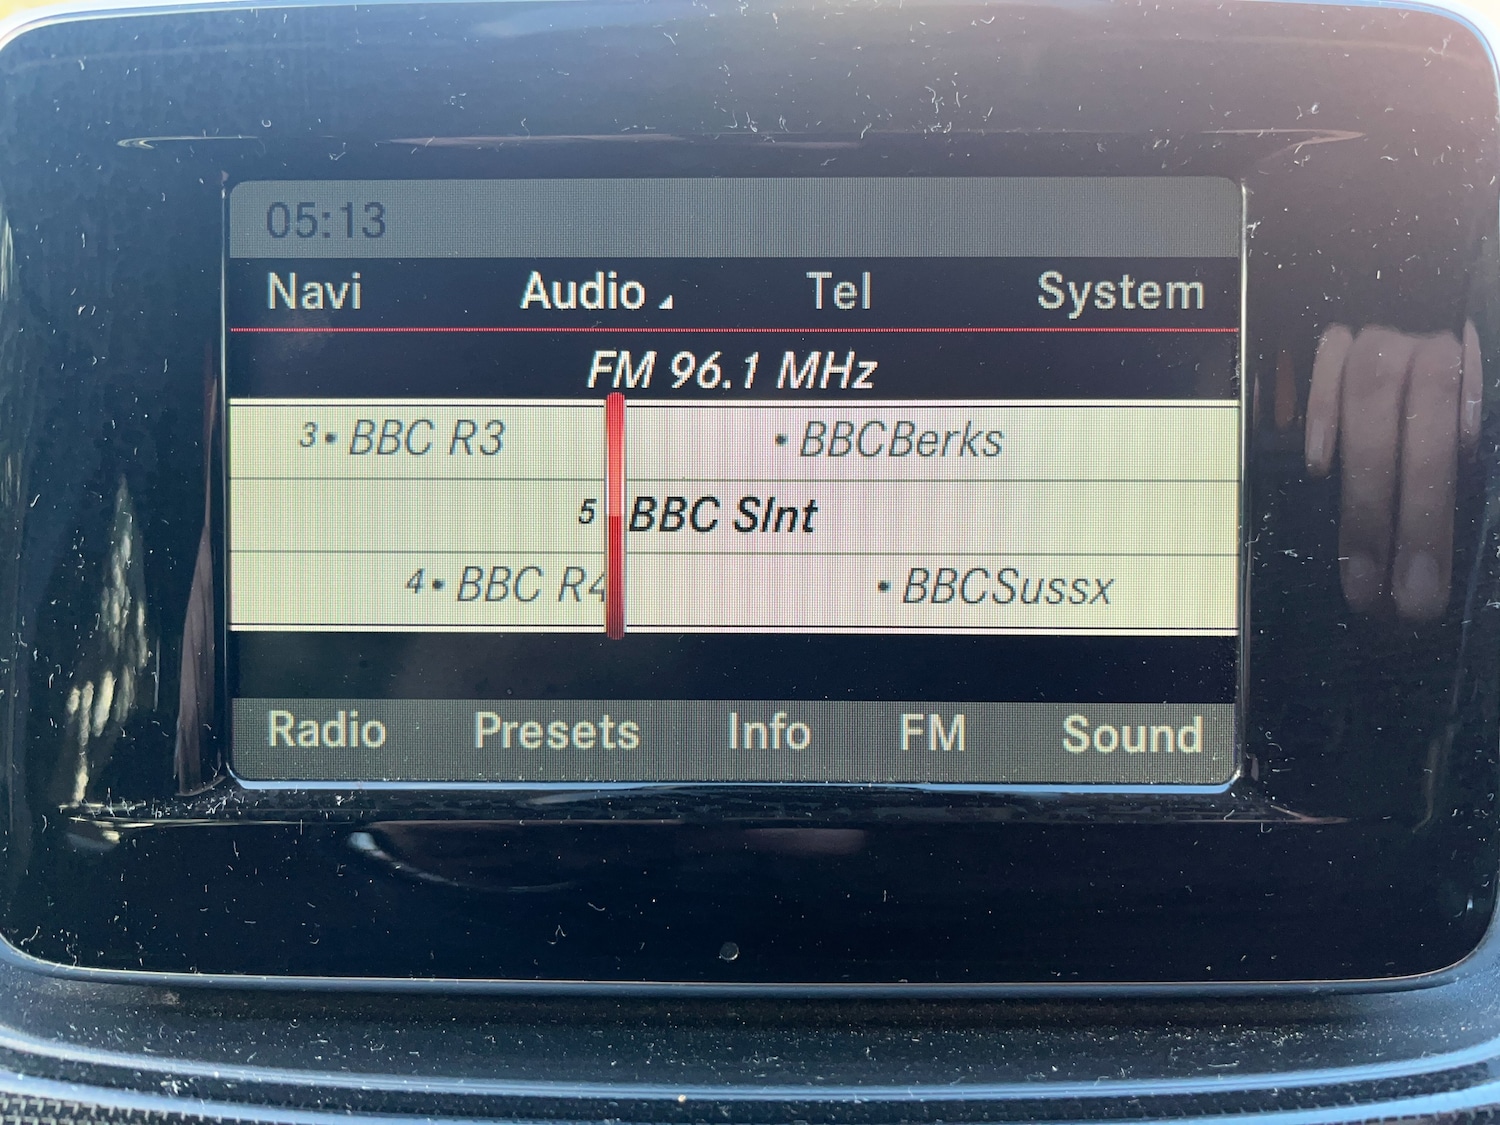 05:13
Navi Audio Tel System
FM 96.1 MHz
3 • BBC R3 • BBCBerks
5 BBC Slnt
4 • BBC R4 • BBCSussx
Radio Presets Info FM Sound